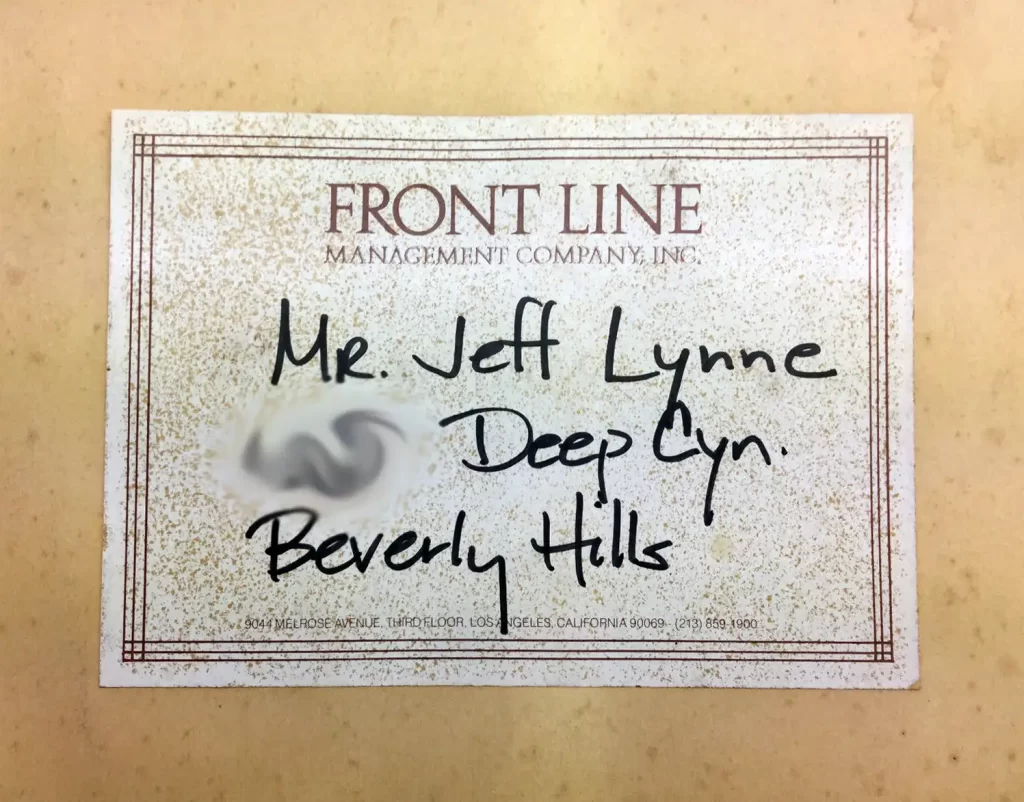 FRONT LINE
MANAGEMENT COMPANY, INC.
Mr. Jeff Lynne
Deep Cyn.
Beverly Hills
9044 MELROSE AVENUE, THIRD FLOOR, LOS ANGELES, CALIFORNIA 90069 · (213) 859-1900